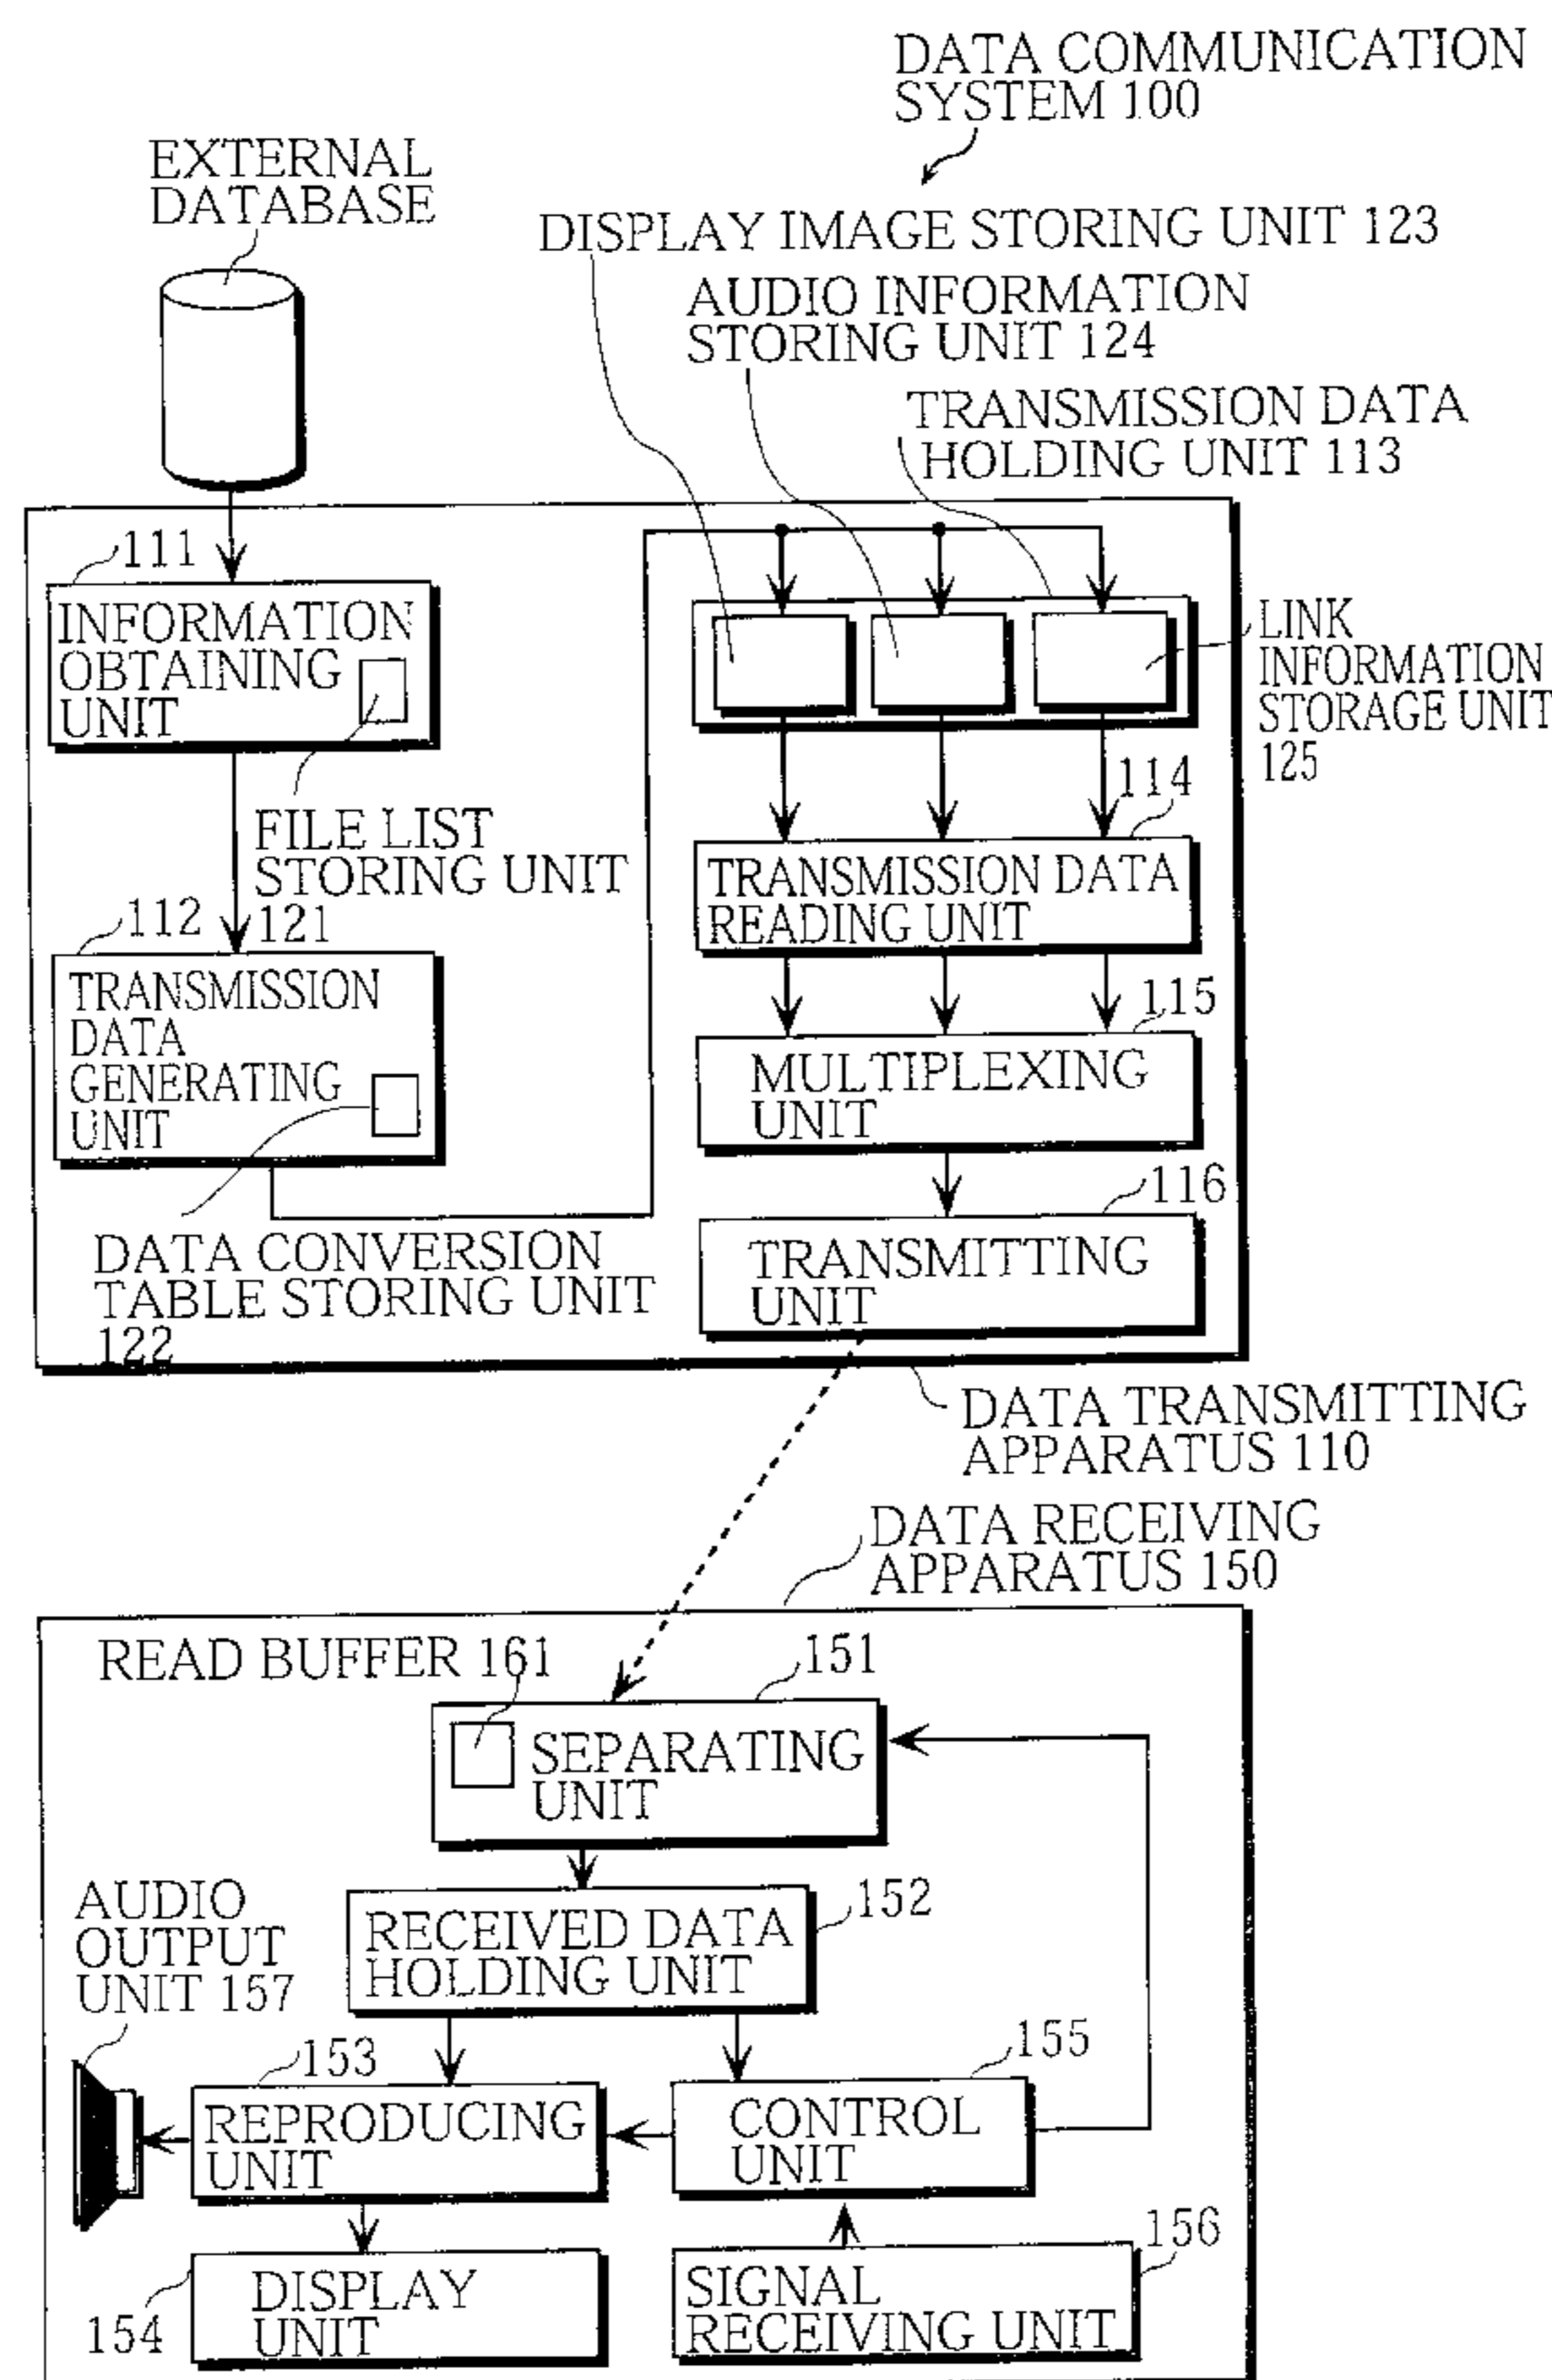 DATA COMMUNICATION
SYSTEM 100
EXTERNAL
DATABASE
DISPLAY IMAGE STORING UNIT 123
AUDIO INFORMATION
STORING UNIT 124
TRANSMISSION DATA
HOLDING UNIT 113
111
INFORMATION
OBTAINING
UNIT
LINK
INFORMATION
STORAGE UNIT
125
FILE LIST
STORING UNIT
121
112
TRANSMISSION
DATA
GENERATING
UNIT
DATA CONVERSION
TABLE STORING UNIT
122
114
TRANSMISSION DATA
READING UNIT
115
MULTIPLEXING
UNIT
116
TRANSMITTING
UNIT
DATA TRANSMITTING
APPARATUS 110
DATA RECEIVING
APPARATUS 150
READ BUFFER 161
151
SEPARATING
UNIT
152
RECEIVED DATA
HOLDING UNIT
AUDIO
OUTPUT
UNIT 157
153
REPRODUCING
UNIT
155
CONTROL
UNIT
154
DISPLAY
UNIT
156
SIGNAL
RECEIVING UNIT